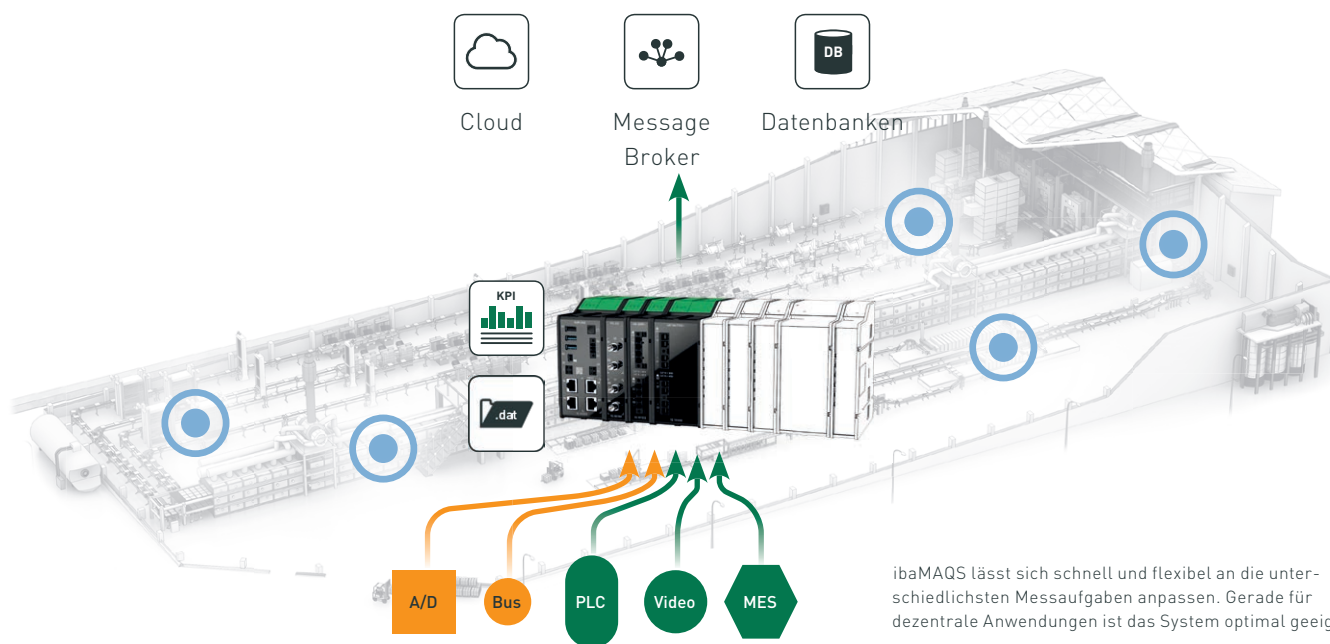 DB
Cloud
Message
Broker
Datenbanken
KPI
.dat
A/D
Bus
PLC
Video
MES
ibaMAQS lässt sich schnell und flexibel an die unter-
schiedlichsten Messaufgaben anpassen. Gerade für
dezentrale Anwendungen ist das System optimal